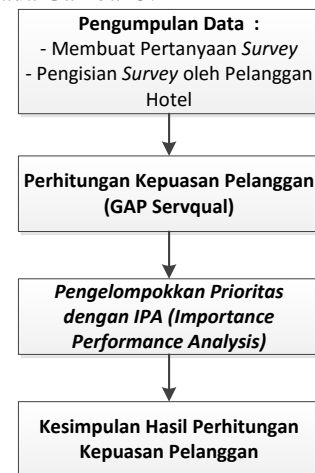 Pengumpulan Data :
- Membuat Pertanyaan Survey
- Pengisian Survey oleh Pelanggan
Hotel
Perhitungan Kepuasan Pelanggan
(GAP Servqual)
Pengelompokkan Prioritas
dengan IPA (Importance
Performance Analysis)
Kesimpulan Hasil Perhitungan
Kepuasan Pelanggan